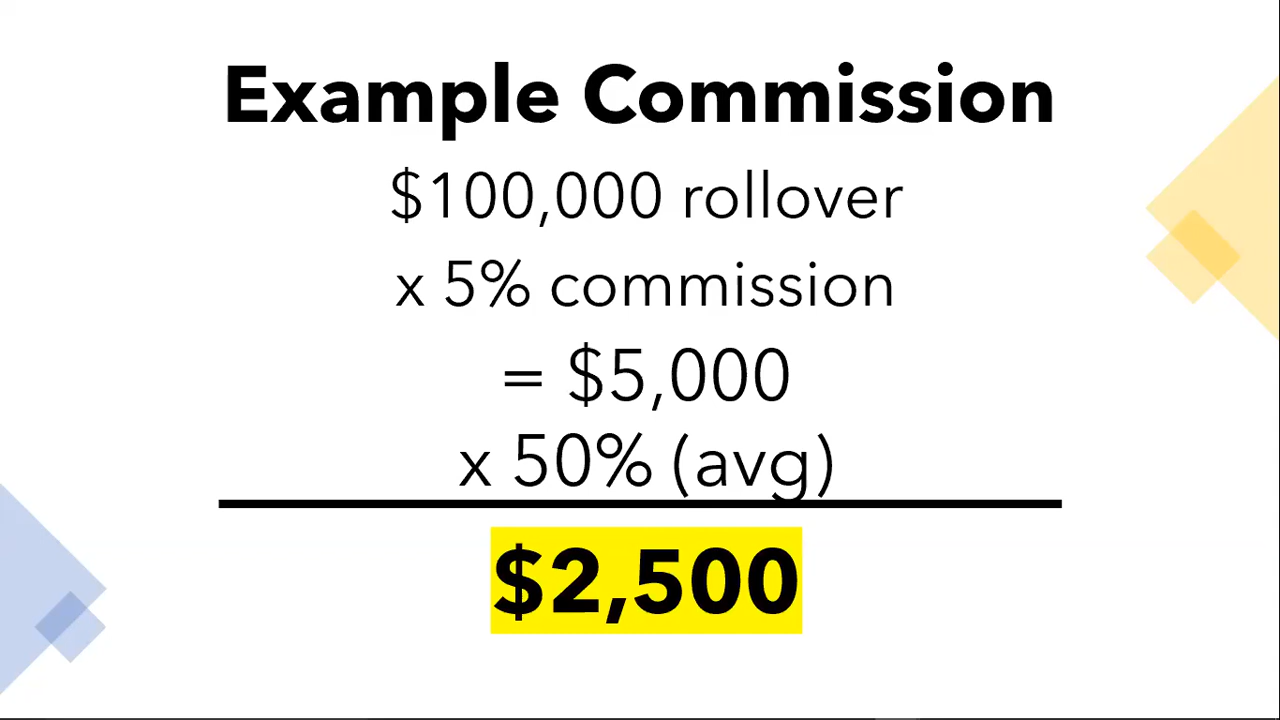 Example Commission
$100,000 rollover
x 5% commission
= $5,000
x 50% (avg)
$2,500